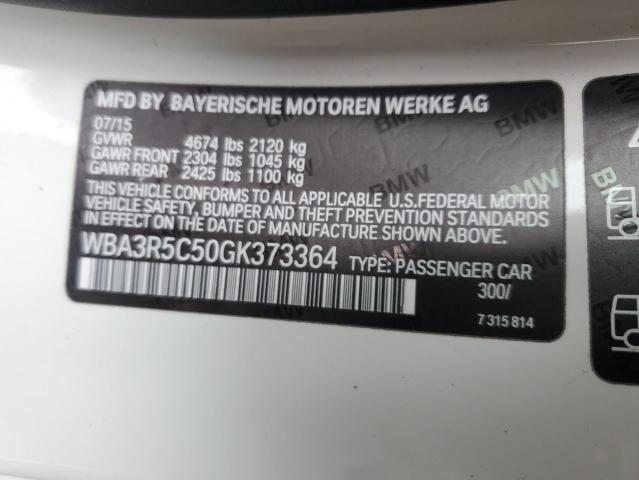 MFD BY BAYERISCHE MOTOREN WERKE AG
07/15
GVWR 4674 lbs 2120 kg
GAWR FRONT 2304 lbs 1045 kg
GAWR REAR 2425 lbs 1100 kg
THIS VEHICLE CONFORMS TO ALL APPLICABLE U.S.FEDERAL MOTOR
VEHICLE SAFETY, BUMPER AND THEFT PREVENTION STANDARDS
IN EFFECT ON THE DATE OF MANUFACTURE SHOWN ABOVE.
WBA3R5C50GK373364 TYPE: PASSENGER CAR
300/
7 315 814
BMW
BMW